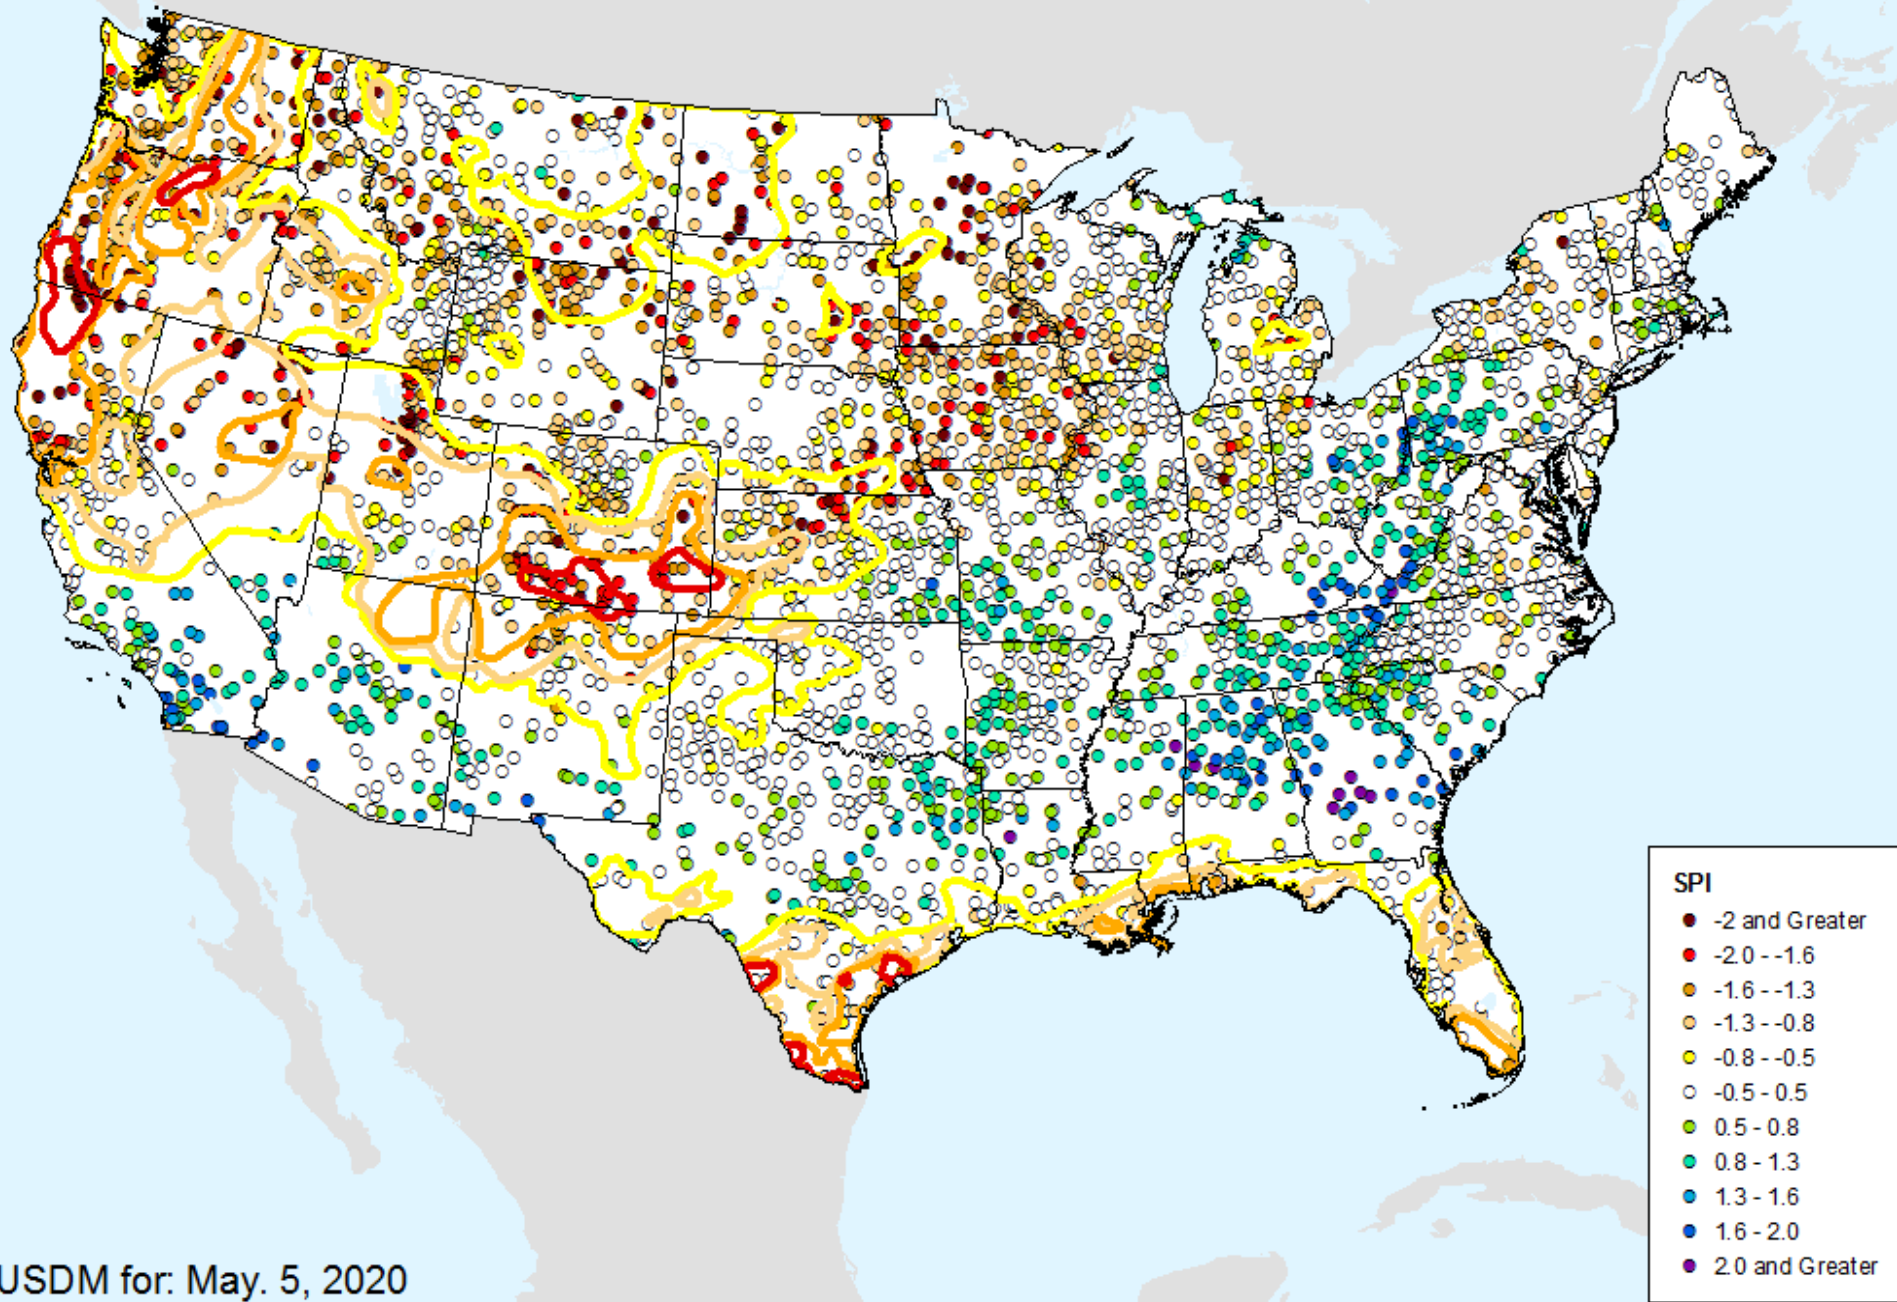 SPI
-2 and Greater
-2.0 - -1.6
-1.6 - -1.3
-1.3 - -0.8
-0.8 - -0.5
-0.5 - 0.5
0.5 - 0.8
0.8 - 1.3
1.3 - 1.6
1.6 - 2.0
2.0 and Greater
USDM for: May. 5, 2020